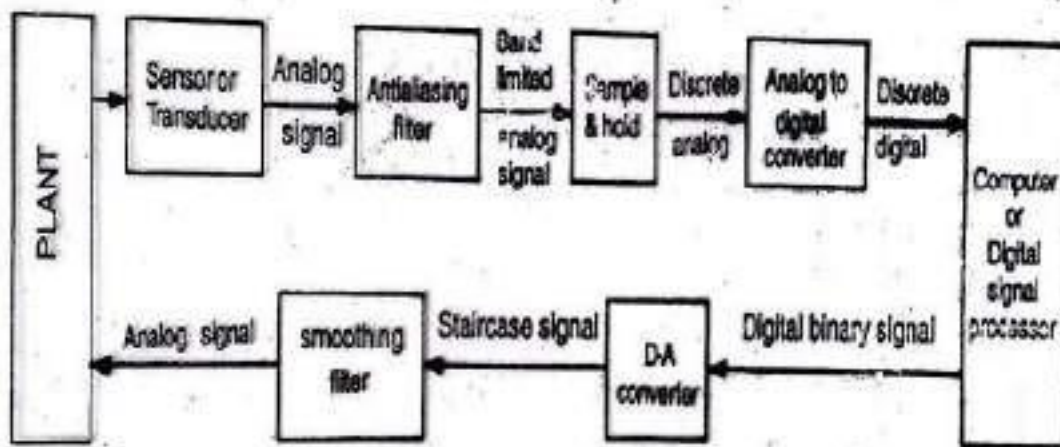 PLANT
Sensor or
Transducer
Analog
signal
Antialiasing
filter
Band
limited
analog
signal
Sample
& hold
Discrete
analog
Analog to
digital
converter
Discrete
digital
Computer
or
Digital
signal
processor
Digital binary signal
D-A
converter
Staircase signal
smoothing
filter
Analog signal